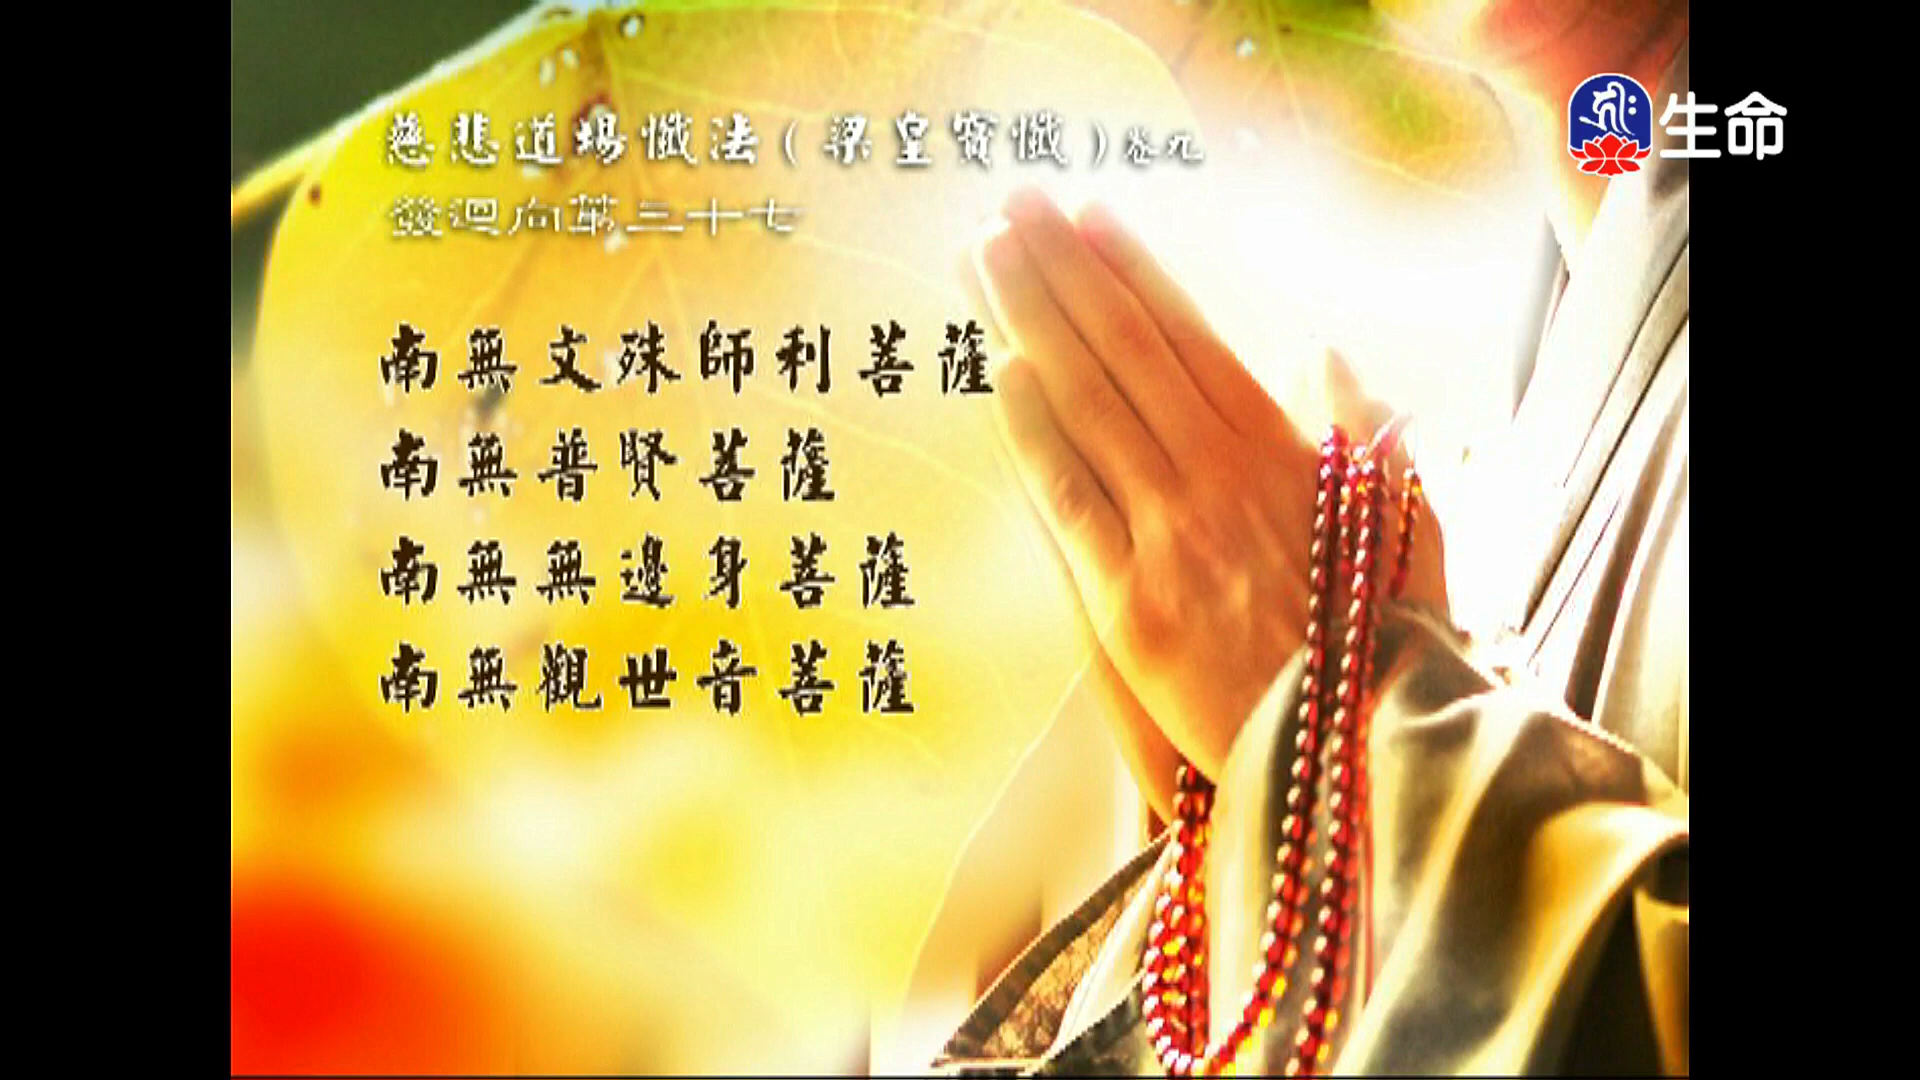 慈悲道場懺法(梁皇寶懺)卷九
生命
發迴向第三十七
南無文殊師利菩薩
南無普賢菩薩
南無無邊身菩薩
南無觀世音菩薩